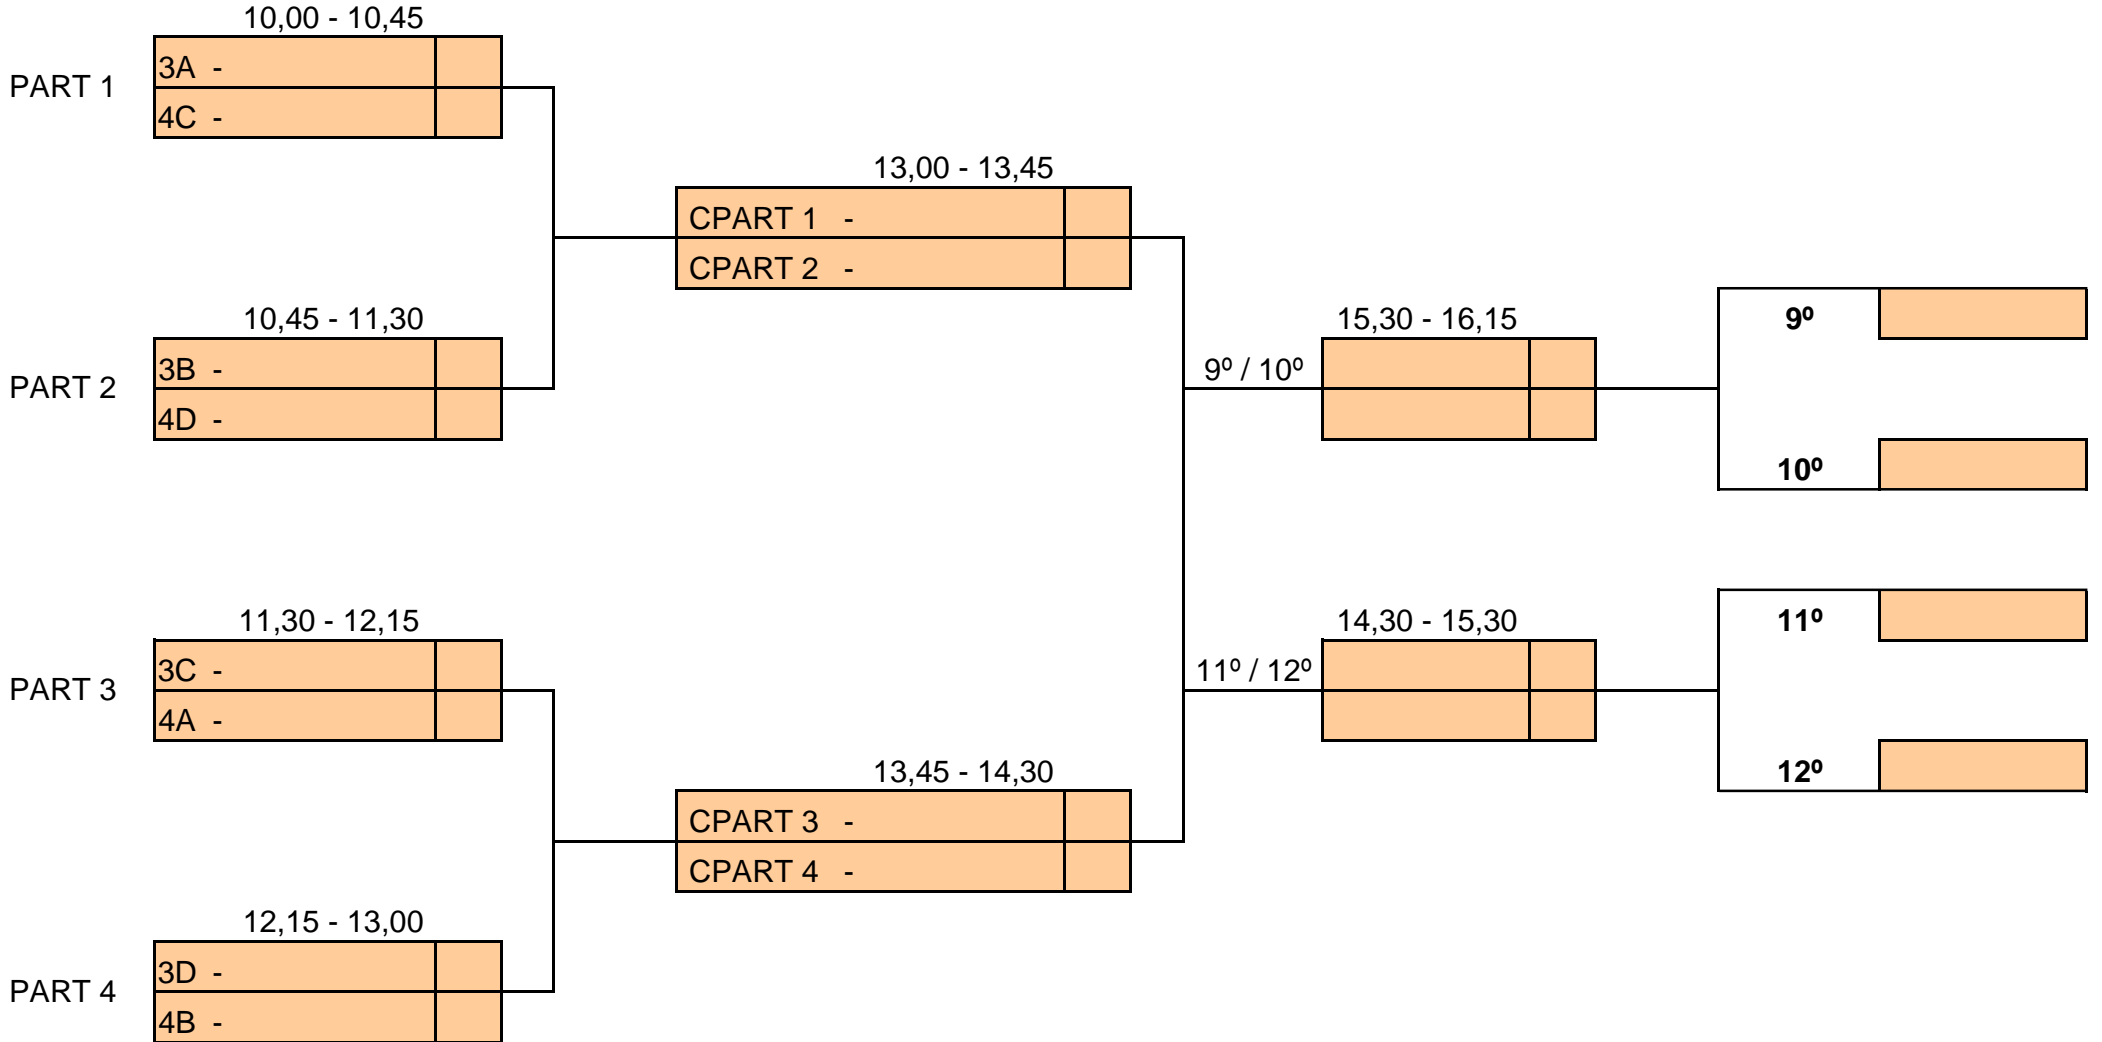 10,00 - 10,45
PART 1
3A -
4C -
13,00 - 13,45
CPART 1 -
CPART 2 -
10,45 - 11,30
PART 2
3B -
4D -
15,30 - 16,15
9º / 10º
9º
10º
11,30 - 12,15
PART 3
3C -
4A -
14,30 - 15,30
11º / 12º
11º
12º
13,45 - 14,30
CPART 3 -
CPART 4 -
12,15 - 13,00
PART 4
3D -
4B -